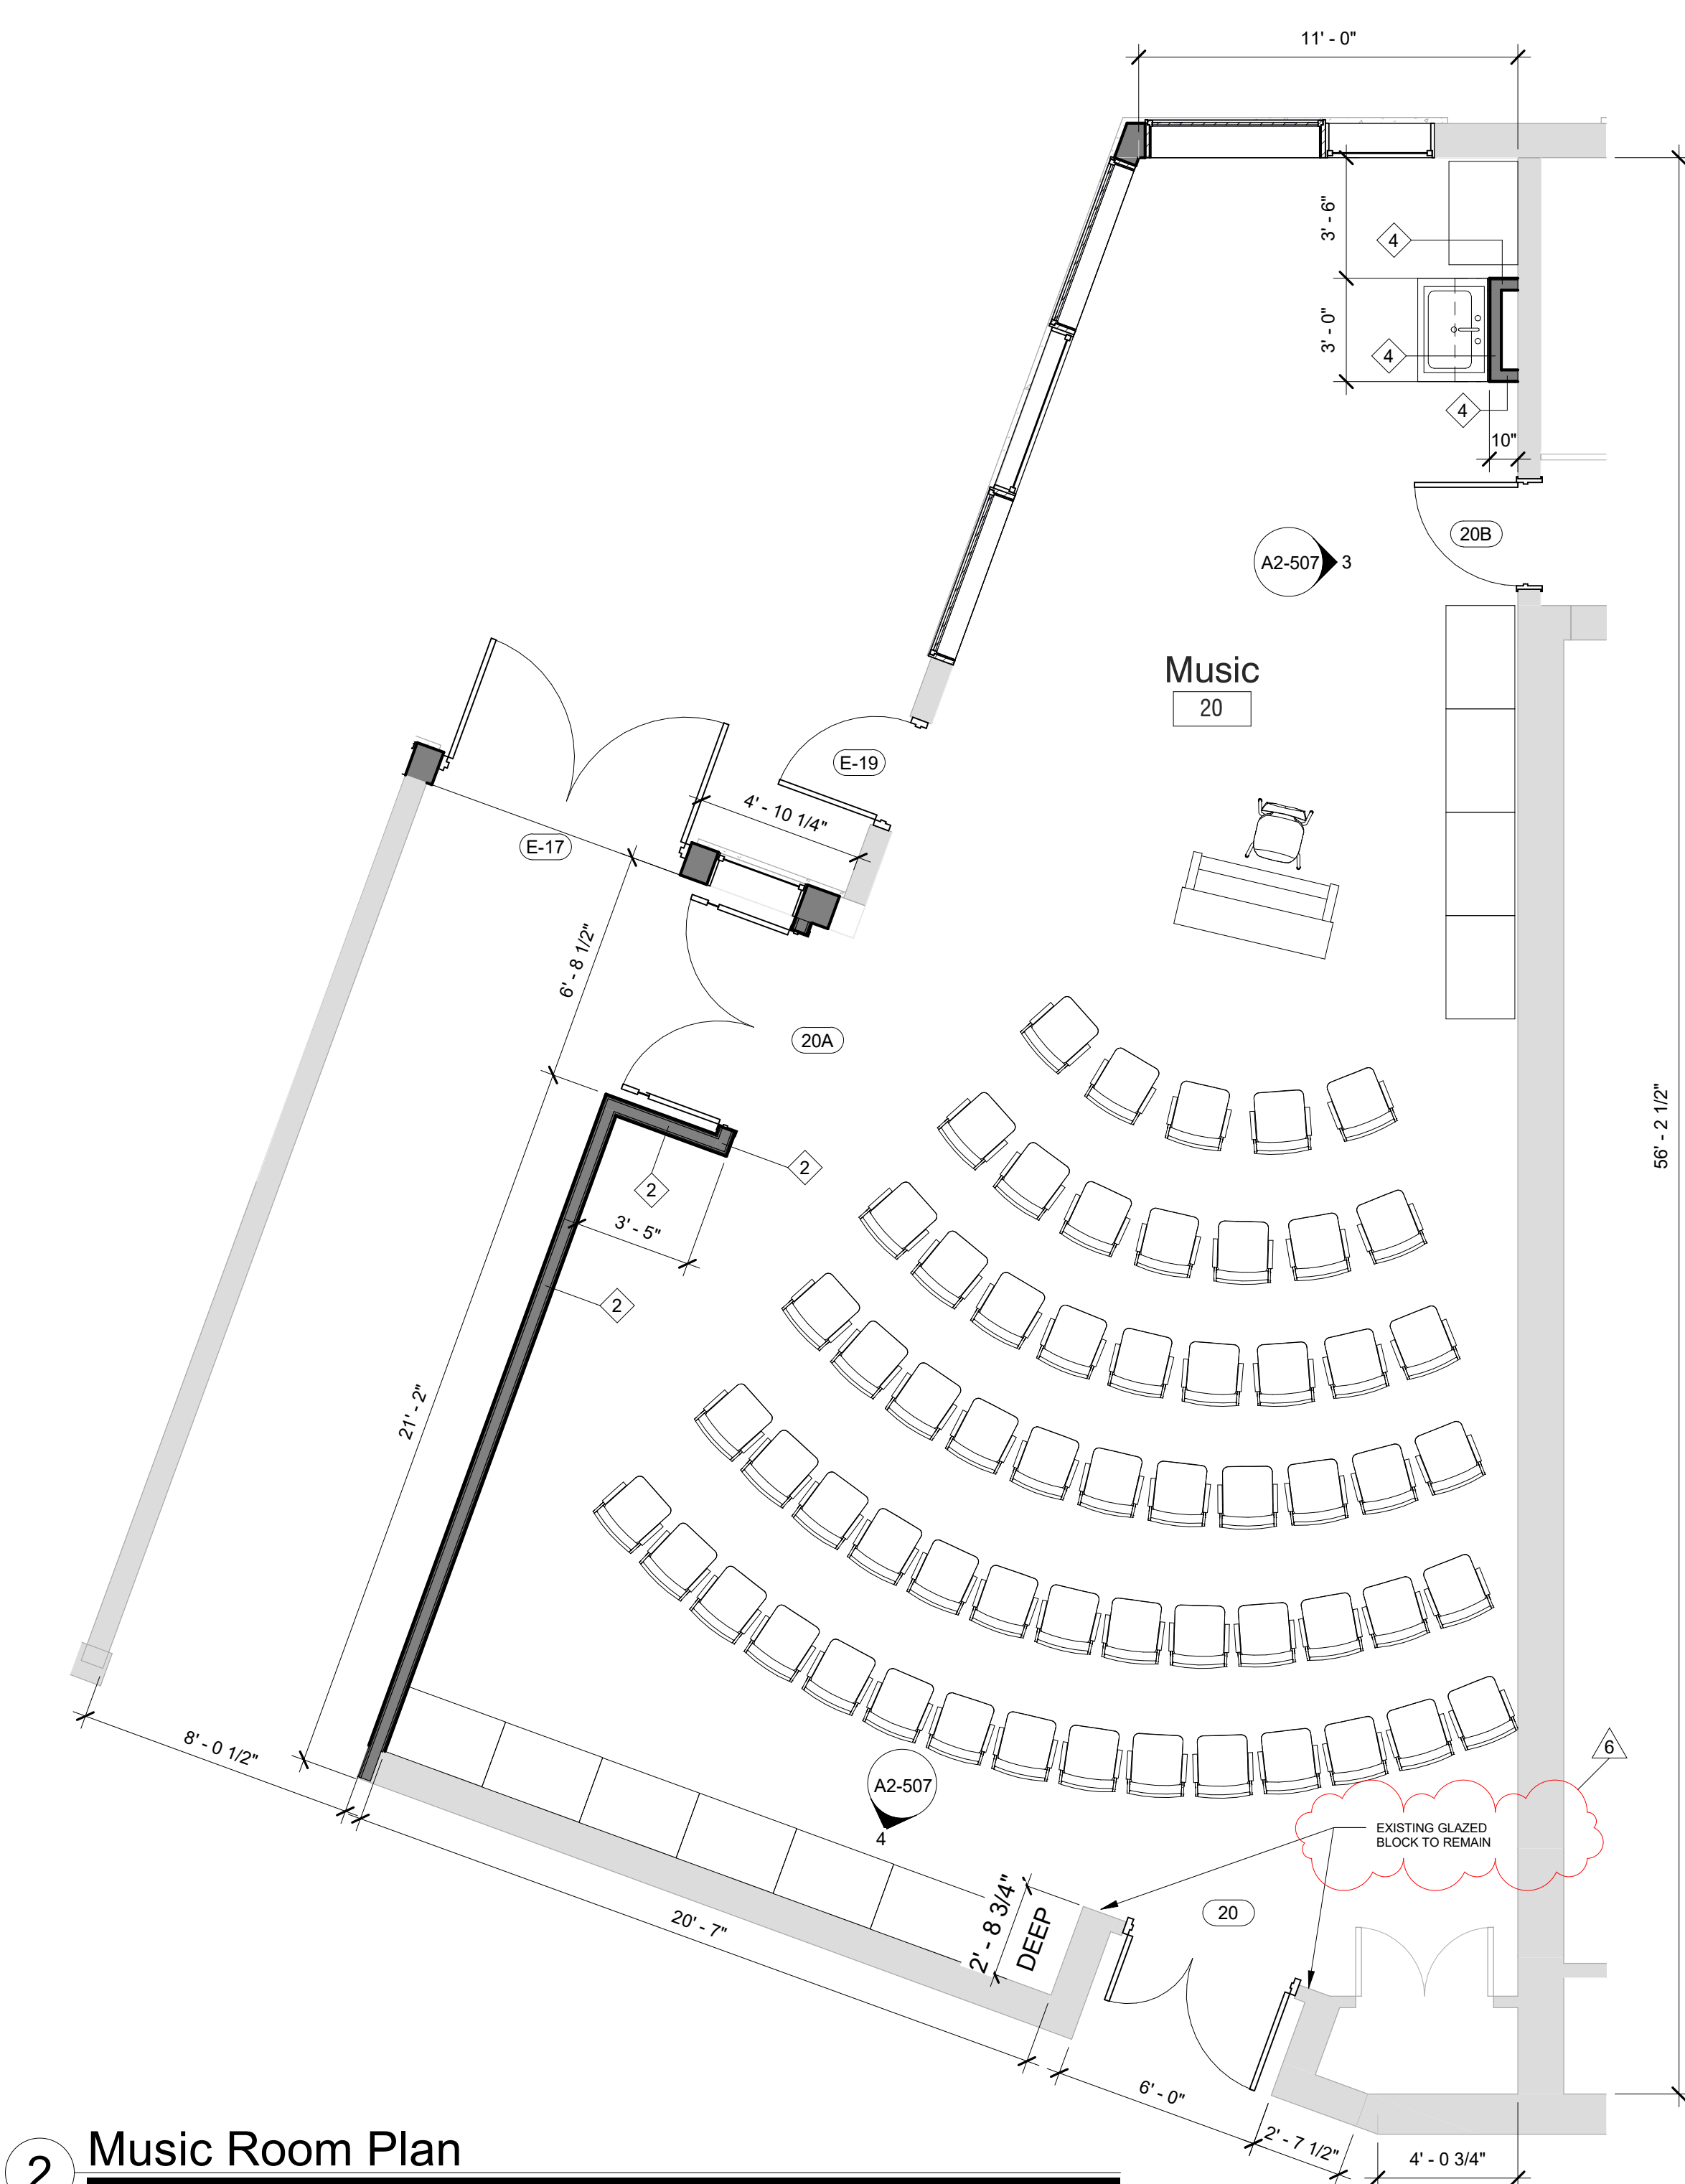 11' - 0"
3' - 6"
4
3' - 0"
4
4
10"
20B
A2-507
3
Music
20
E-19
4' - 10 1/4"
E-17
6' - 8 1/2"
20A
56' - 2 1/2"
2
2
3' - 5"
2
21' - 2"
6
8' - 0 1/2"
A2-507
4
EXISTING GLAZED
BLOCK TO REMAIN
2' - 8 3/4"
DEEP
20
20' - 7"
6' - 0"
2' - 7 1/2"
4' - 0 3/4"
2
Music Room Plan